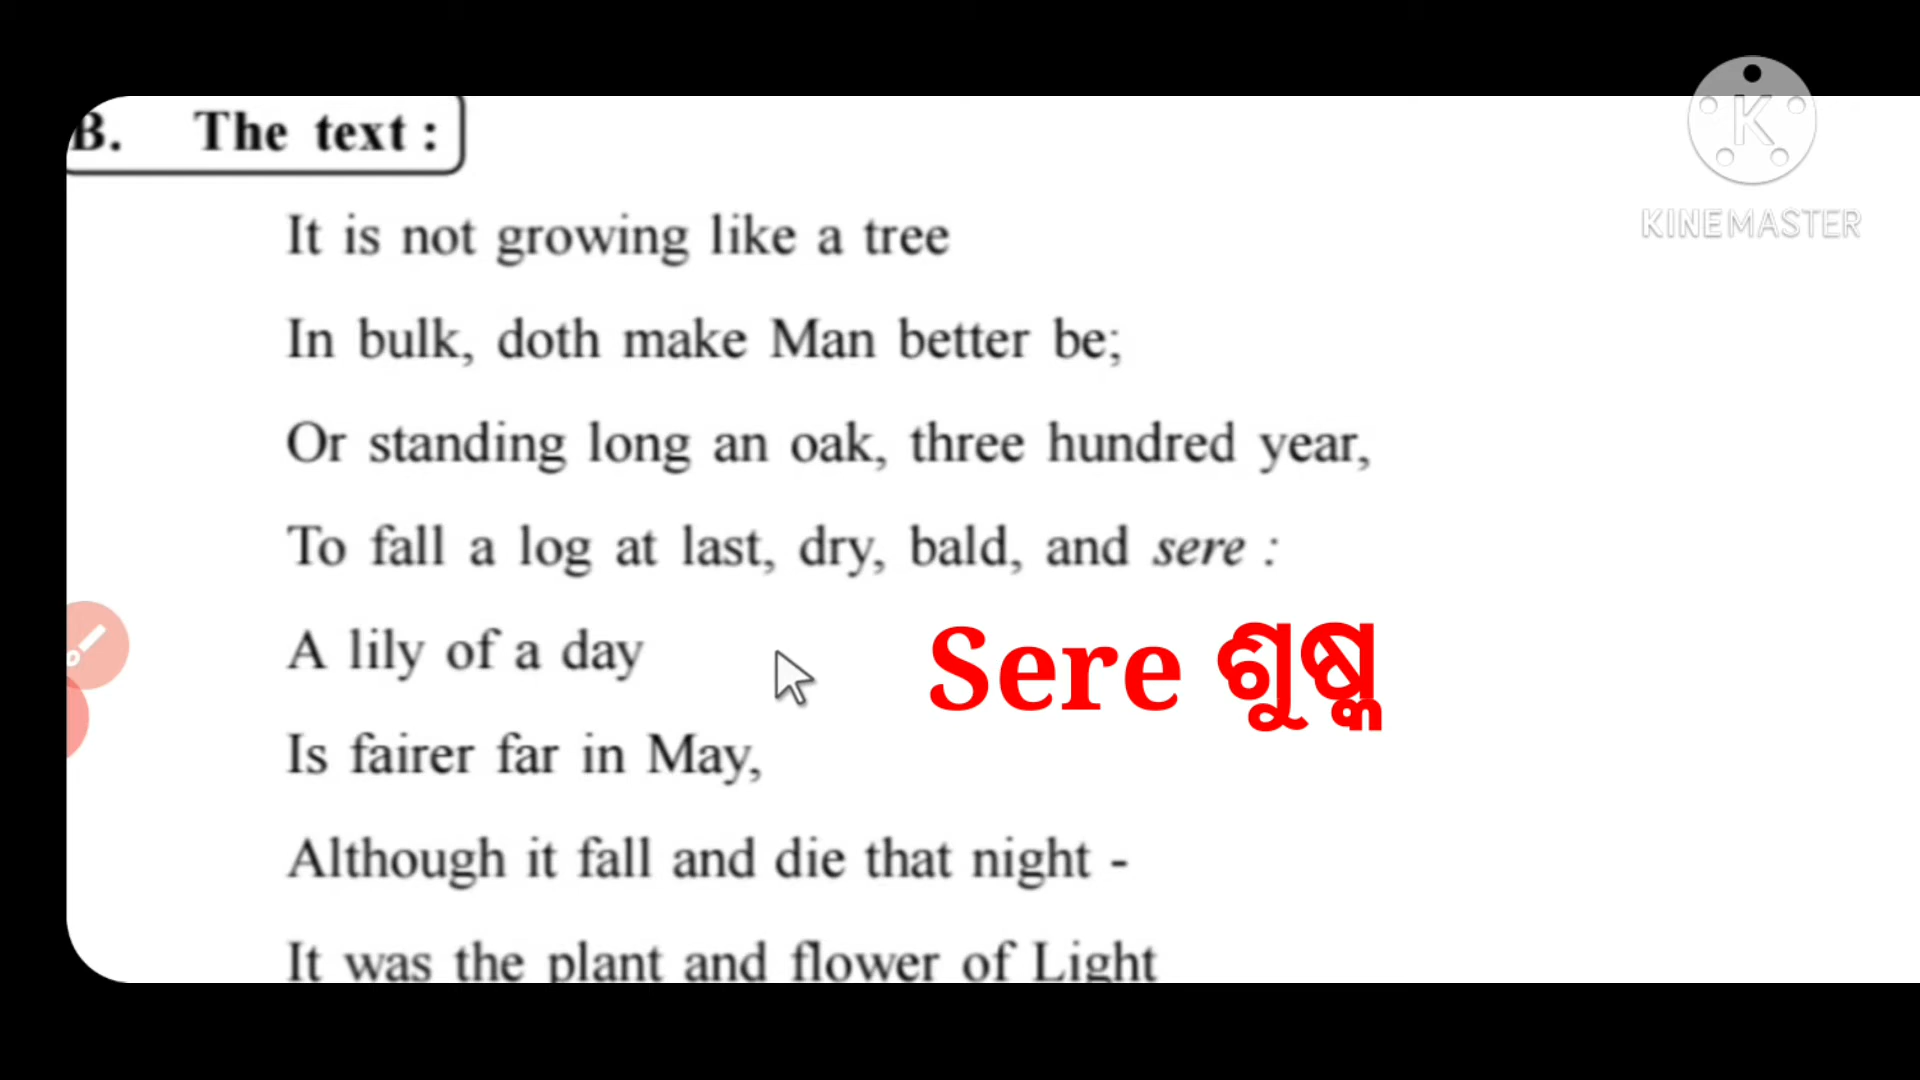 B. The text :
K
KINEMASTER
It is not growing like a tree
In bulk, doth make Man better be;
Or standing long an oak, three hundred year,
To fall a log at last, dry, bald, and sere :
A lily of a day
Sere ଶୁଷ୍କ
Is fairer far in May,
Although it fall and die that night -
It was the plant and flower of Light